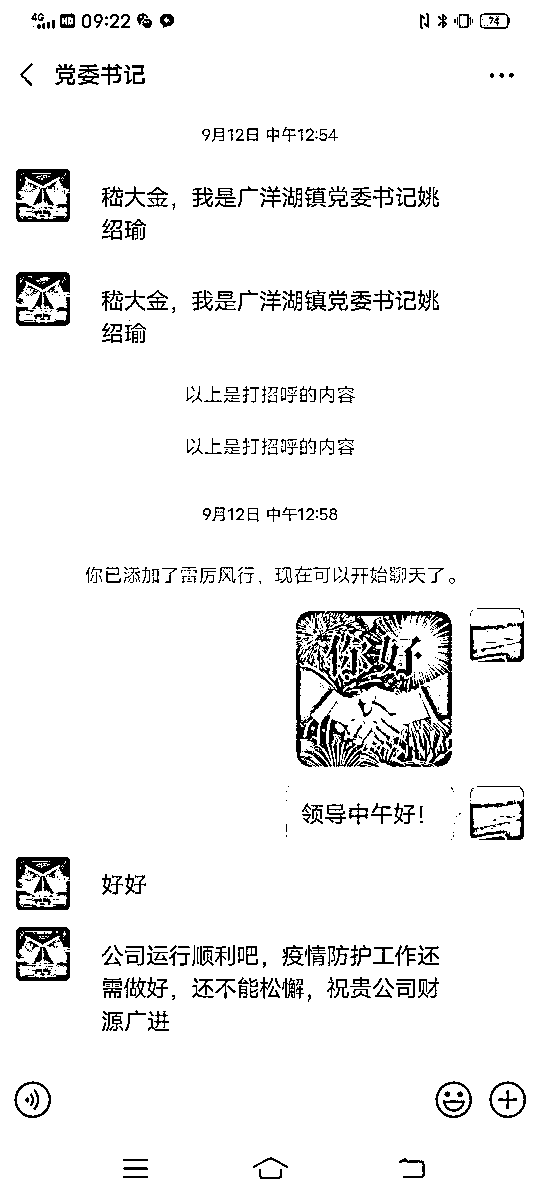 4G HD 09:22 74
党委书记
9月12日 中午12:54
嵇大金，我是广洋湖镇党委书记姚
绍瑜
嵇大金，我是广洋湖镇党委书记姚
绍瑜
以上是打招呼的内容
以上是打招呼的内容
9月12日 中午12:58
你已添加了雷厉风行，现在可以开始聊天了。
你好
领导中午好！
好好
公司运行顺利吧，疫情防护工作还
需做好，还不能松懈，祝贵公司财
源广进